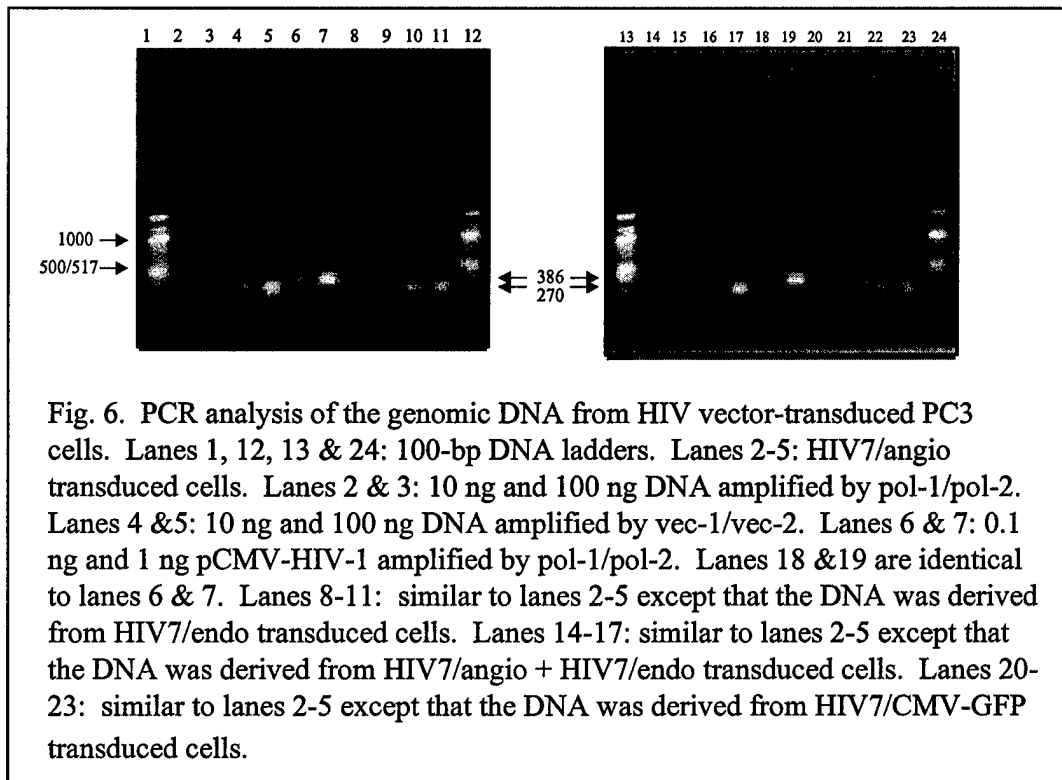 1 2 3 4 5 6 7 8 9 10 11 12
13 14 15 16 17 18 19 20 21 22 23 24
1000
500/517
386
270
Fig. 6. PCR analysis of the genomic DNA from HIV vector-transduced PC3
cells. Lanes 1, 12, 13 & 24: 100-bp DNA ladders. Lanes 2-5: HIV7/angio
transduced cells. Lanes 2 & 3: 10 ng and 100 ng DNA amplified by pol-1/pol-2.
Lanes 4 &5: 10 ng and 100 ng DNA amplified by vec-1/vec-2. Lanes 6 & 7: 0.1
ng and 1 ng pCMV-HIV-1 amplified by pol-1/pol-2. Lanes 18 &19 are identical
to lanes 6 & 7. Lanes 8-11: similar to lanes 2-5 except that the DNA was derived
from HIV7/endo transduced cells. Lanes 14-17: similar to lanes 2-5 except that
the DNA was derived from HIV7/angio + HIV7/endo transduced cells. Lanes 20-
23: similar to lanes 2-5 except that the DNA was derived from HIV7/CMV-GFP
transduced cells.